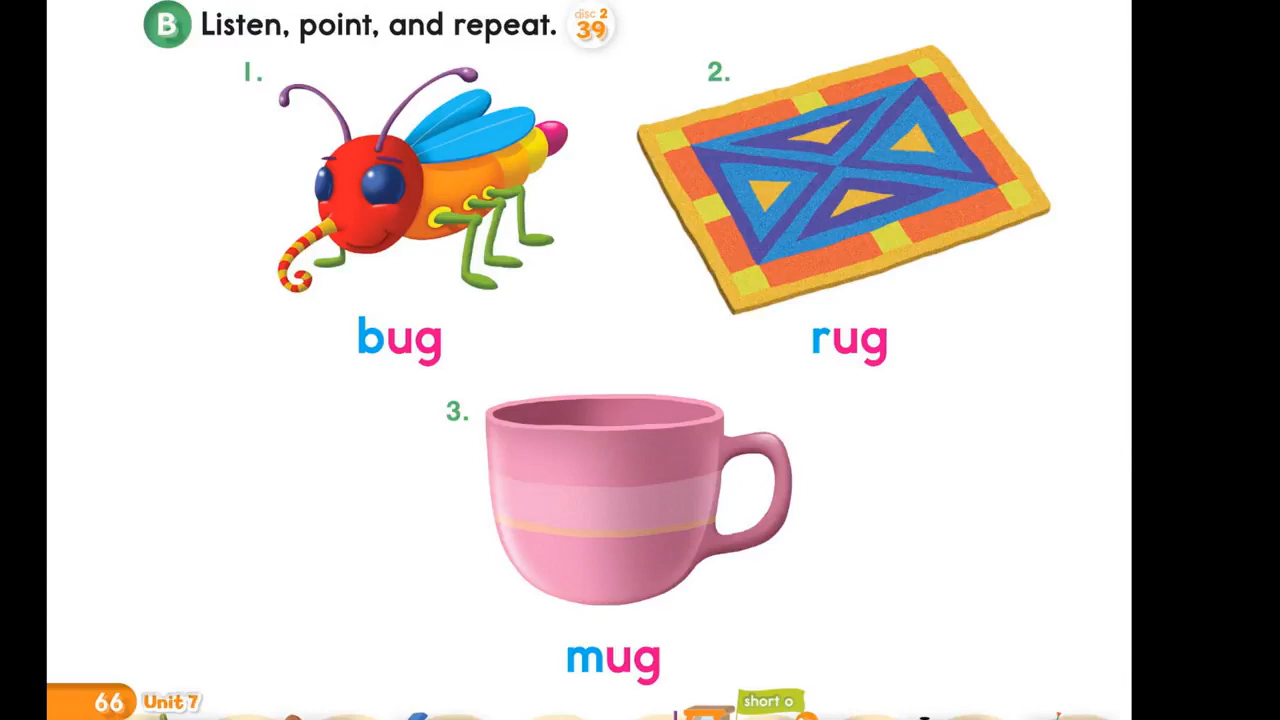 B Listen, point, and repeat. disc 2 39
1.
2.
bug
rug
3.
mug
66 Unit 7
short o